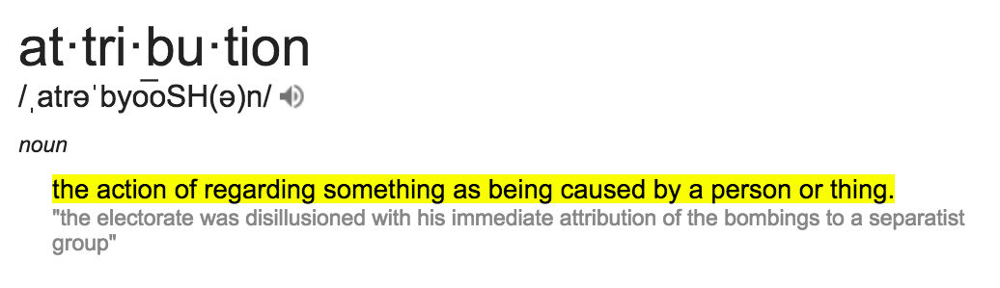 at·tri·bu·tion
/ˌatrəˈbyo͞oSH(ə)n/
noun
the action of regarding something as being caused by a person or thing.
"the electorate was disillusioned with his immediate attribution of the bombings to a separatist
group"